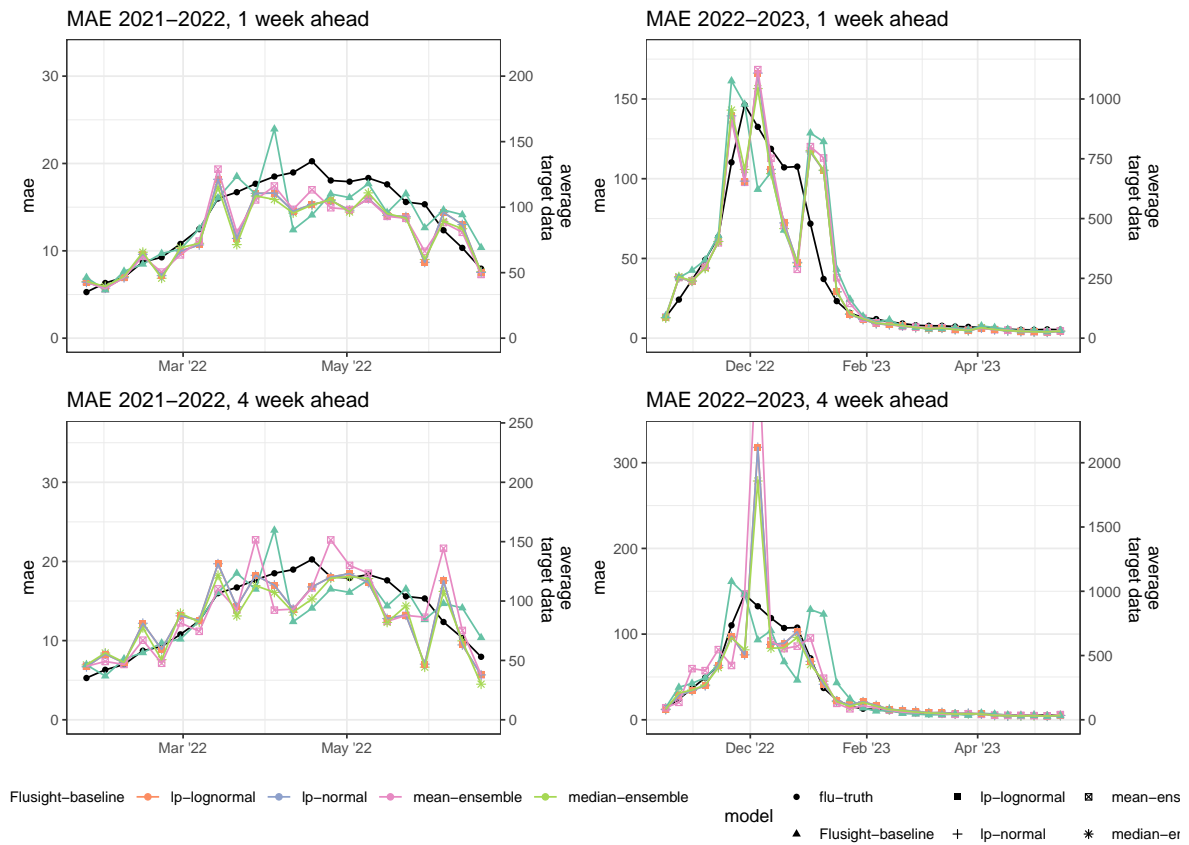 MAE 2021−2022, 1 week ahead
30
20
10
0
mae
200
150
100
50
0
average
target data
Mar '22
May '22
MAE 2022−2023, 1 week ahead
150
100
50
0
mae
1000
750
500
250
0
average
target data
Dec '22
Feb '23
Apr '23
MAE 2021−2022, 4 week ahead
30
20
10
0
mae
250
200
150
100
50
0
average
target data
Mar '22
May '22
MAE 2022−2023, 4 week ahead
300
200
100
0
mae
2000
1500
1000
500
0
average
target data
Dec '22
Feb '23
Apr '23
Flusight−baseline lp−lognormal lp−normal mean−ensemble median−ensemble
model
flu−truth lp−lognormal mean−ens
Flusight−baseline lp−normal median−er